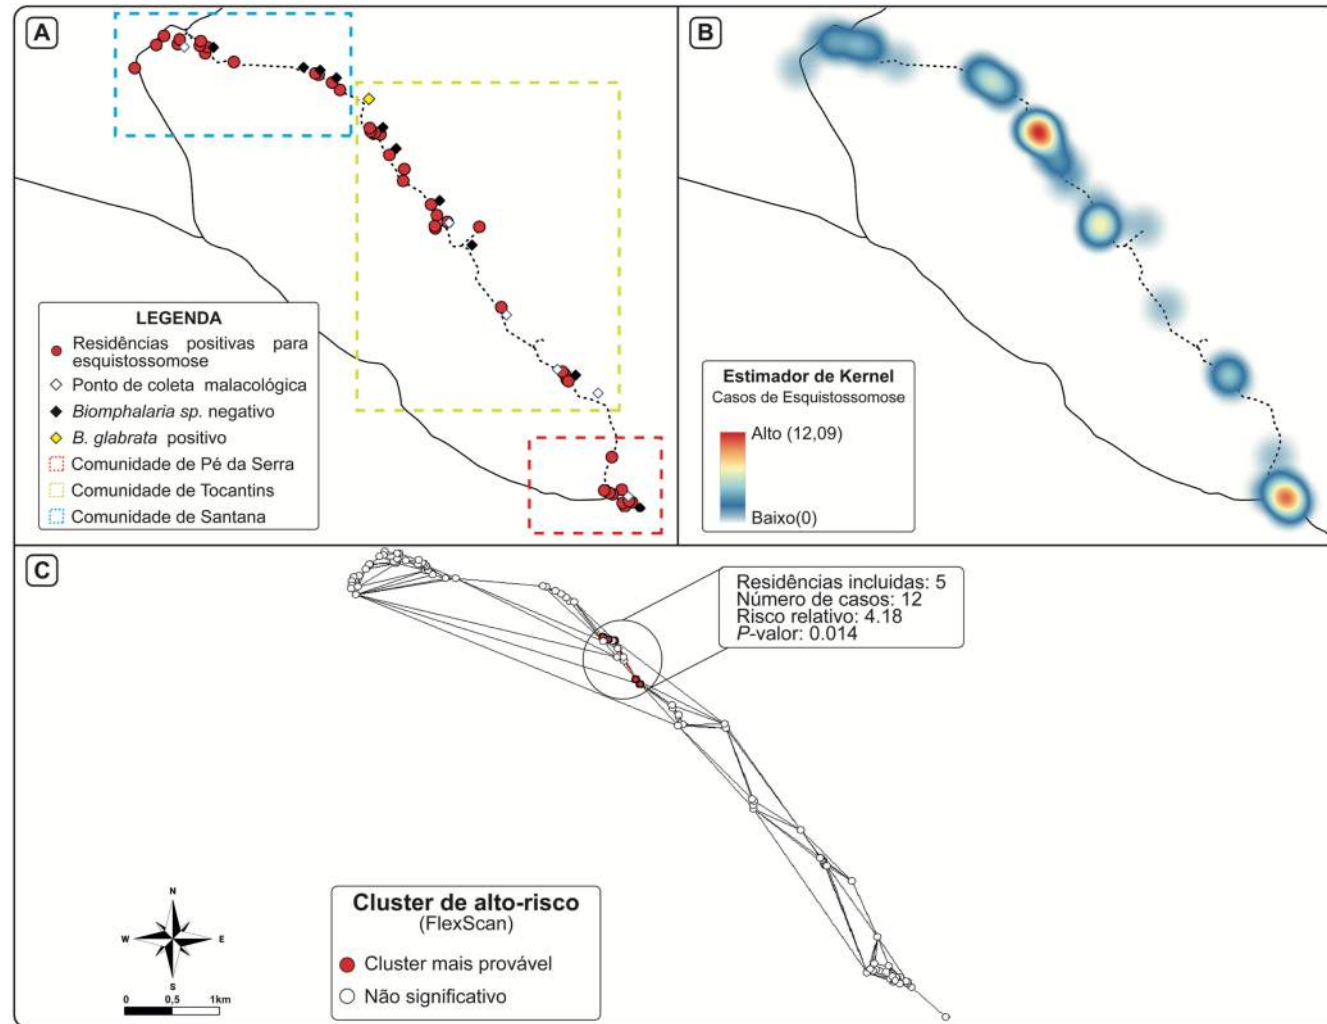 A
LEGENDA
Residências positivas para
esquistossomose
Ponto de coleta malacológica
Biomphalaria sp. negativo
B. glabrata positivo
Comunidade de Pé da Serra
Comunidade de Tocantins
Comunidade de Santana
B
Estimador de Kernel
Casos de Esquistossomose
Alto (12,09)
Baixo(0)
C
Residências incluidas: 5
Número de casos: 12
Risco relativo: 4.18
P-valor: 0.014
N
W E
S
0 0,5 1km
Cluster de alto-risco
(FlexScan)
Cluster mais provável
Não significativo